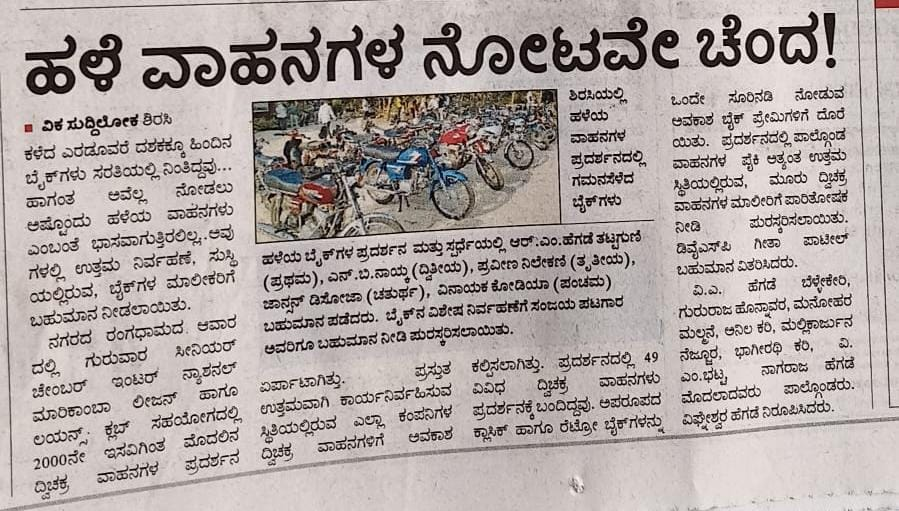 ಹಳೆ ವಾಹನಗಳ ನೋಟವೇ ಚೆಂದ!
ವಿಕ ಸುದ್ದಿಲೋಕ ಶಿರಸಿ
ಕಳೆದ ಎರಡೂವರೆ ದಶಕಕ್ಕೂ ಹಿಂದಿನ
ಬೈಕ್‌ಗಳು ಸರತಿಯಲ್ಲಿ ನಿಂತಿದ್ದವು...
ಹಾಗಂತ ಅವೆಲ್ಲ ನೋಡಲು
ಅಷ್ಟೊಂದು ಹಳೆಯ ವಾಹನಗಳು
ಎಂಬಂತೆ ಭಾಸವಾಗುತ್ತಿರಲಿಲ್ಲ. ಅವು
ಗಳಲ್ಲಿ ಉತ್ತಮ ನಿರ್ವಹಣೆ, ಸುಸ್ಥಿ
ಯಲ್ಲಿರುವ, ಬೈಕ್‌ಗಳ ಮಾಲೀಕರಿಗೆ
ಬಹುಮಾನ ನೀಡಲಾಯಿತು.
ನಗರದ ರಂಗಧಾಮದ ಆವಾರ
ದಲ್ಲಿ ಗುರುವಾರ ಸೀನಿಯರ್
ಚೇಂಬರ್ ಇಂಟರ್ ನ್ಯಾಶನಲ್
ಮಾರಿಕಾಂಬಾ ಲೀಜನ್ ಹಾಗೂ
ಲಯನ್ಸ್ ಕ್ಲಬ್ ಸಹಯೋಗದಲ್ಲಿ
2000ನೇ ಇಸವಿಗಿಂತ ಮೊದಲಿನ
ದ್ವಿಚಕ್ರ ವಾಹನಗಳ ಪ್ರದರ್ಶನ
ಶಿರಸಿಯಲ್ಲಿ
ಹಳೆಯ
ವಾಹನಗಳ
ಪ್ರದರ್ಶನದಲ್ಲಿ
ಗಮನಸೆಳೆದ
ಬೈಕ್‌ಗಳು
ಹಳೆಯ ಬೈಕ್‌ಗಳ ಪ್ರದರ್ಶನ ಮತ್ತು ಸ್ಪರ್ಧೆಯಲ್ಲಿ ಆರ್.ಎಂ.ಹೆಗಡೆ ತಟ್ಟಗುಣಿ
(ಪ್ರಥಮ), ಎನ್.ಬಿ.ನಾಯ್ಕ (ದ್ವಿತೀಯ), ಪ್ರವೀಣ ನಿಲೇಕಣಿ (ತೃತೀಯ),
ಜಾನ್ಸನ್ ಡಿಸೋಜಾ (ಚತುರ್ಥ), ವಿನಾಯಕ ಕೋಡಿಯಾ (ಪಂಚಮ)
ಬಹುಮಾನ ಪಡೆದರು. ಬೈಕ್‌ನ ವಿಶೇಷ ನಿರ್ವಹಣೆಗೆ ಸಂಜಯ ಪಟಗಾರ
ಅವರಿಗೂ ಬಹುಮಾನ ನೀಡಿ ಪುರಸ್ಕರಿಸಲಾಯಿತು.
ಏರ್ಪಾಟಾಗಿತ್ತು. ಪ್ರಸ್ತುತ
ಉತ್ತಮವಾಗಿ ಕಾರ್ಯನಿರ್ವಹಿಸುವ
ಸ್ಥಿತಿಯಲ್ಲಿರುವ ಎಲ್ಲಾ ಕಂಪನಿಗಳ
ದ್ವಿಚಕ್ರ ವಾಹನಗಳಿಗೆ ಅವಕಾಶ
ಕಲ್ಪಿಸಲಾಗಿತ್ತು. ಪ್ರದರ್ಶನದಲ್ಲಿ 49
ವಿವಿಧ ದ್ವಿಚಕ್ರ ವಾಹನಗಳು
ಪ್ರದರ್ಶನಕ್ಕೆ ಬಂದಿದ್ದವು. ಅಪರೂಪದ
ಕ್ಲಾಸಿಕ್ ಹಾಗೂ ರೆಟ್ರೋ ಬೈಕ್‌ಗಳನ್ನು
ಒಂದೇ ಸೂರಿನಡಿ ನೋಡುವ
ಅವಕಾಶ ಬೈಕ್ ಪ್ರೇಮಿಗಳಿಗೆ ದೊರೆ
ಯಿತು. ಪ್ರದರ್ಶನದಲ್ಲಿ ಪಾಲ್ಗೊಂಡ
ವಾಹನಗಳ ಪೈಕಿ ಅತ್ಯಂತ ಉತ್ತಮ
ಸ್ಥಿತಿಯಲ್ಲಿರುವ, ಮೂರು ದ್ವಿಚಕ್ರ
ವಾಹನಗಳ ಮಾಲೀರಿಗೆ ಪಾರಿತೋಷಕ
ನೀಡಿ ಪುರಸ್ಕರಿಸಲಾಯಿತು.
ಡಿವೈಎಸ್‌ಪಿ ಗೀತಾ ಪಾಟೀಲ್
ಬಹುಮಾನ ವಿತರಿಸಿದರು.
ವಿ.ಎ. ಹೆಗಡೆ ಬೆಳ್ಳೇಕೇರಿ,
ಗುರುರಾಜ ಹೊನ್ನಾವರ, ಮನೋಹರ
ಮಲ್ಮನೆ, ಅನಿಲ ಕರಿ, ಮಲ್ಲಿಕಾರ್ಜುನ
ನೆಜ್ಜೂರ, ಭಾಗೀರಥಿ ಕರಿ, ವಿ.
ಎಂ.ಭಟ್ಟ, ನಾಗರಾಜ ಹೆಗಡೆ
ಮೊದಲಾದವರು ಪಾಲ್ಗೊಂಡರು.
ವಿಘ್ನೇಶ್ವರ ಹೆಗಡೆ ನಿರೂಪಿಸಿದರು.